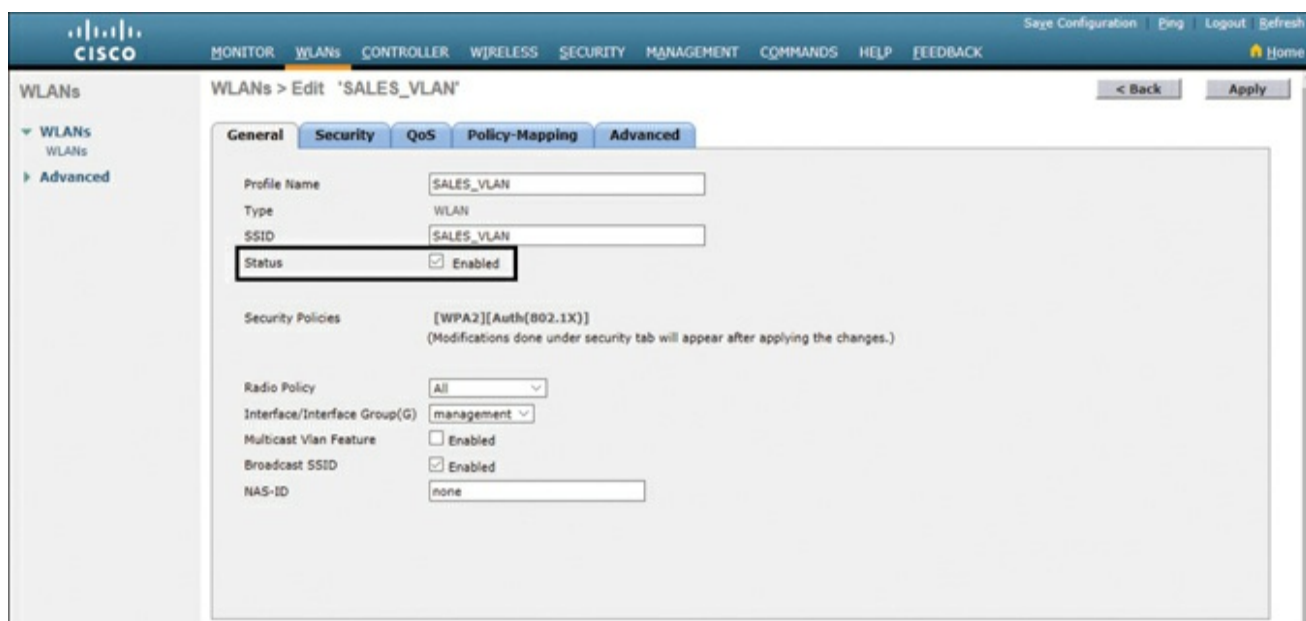 Save Configuration Ping Logout Refresh
CISCO MONITOR WLANs CONTROLLER WIRELESS SECURITY MANAGEMENT COMMANDS HELP FEEDBACK Home
WLANs
WLANs > Edit 'SALES_VLAN'
< Back Apply
WLANs
WLANs
Advanced
General Security QoS Policy-Mapping Advanced
Profile Name SALES_VLAN
Type WLAN
SSID SALES_VLAN
Status Enabled
Security Policies [WPA2][Auth(802.1X)]
(Modifications done under security tab will appear after applying the changes.)
Radio Policy All
Interface/Interface Group(G) management
Multicast Vlan Feature Enabled
Broadcast SSID Enabled
NAS-ID none